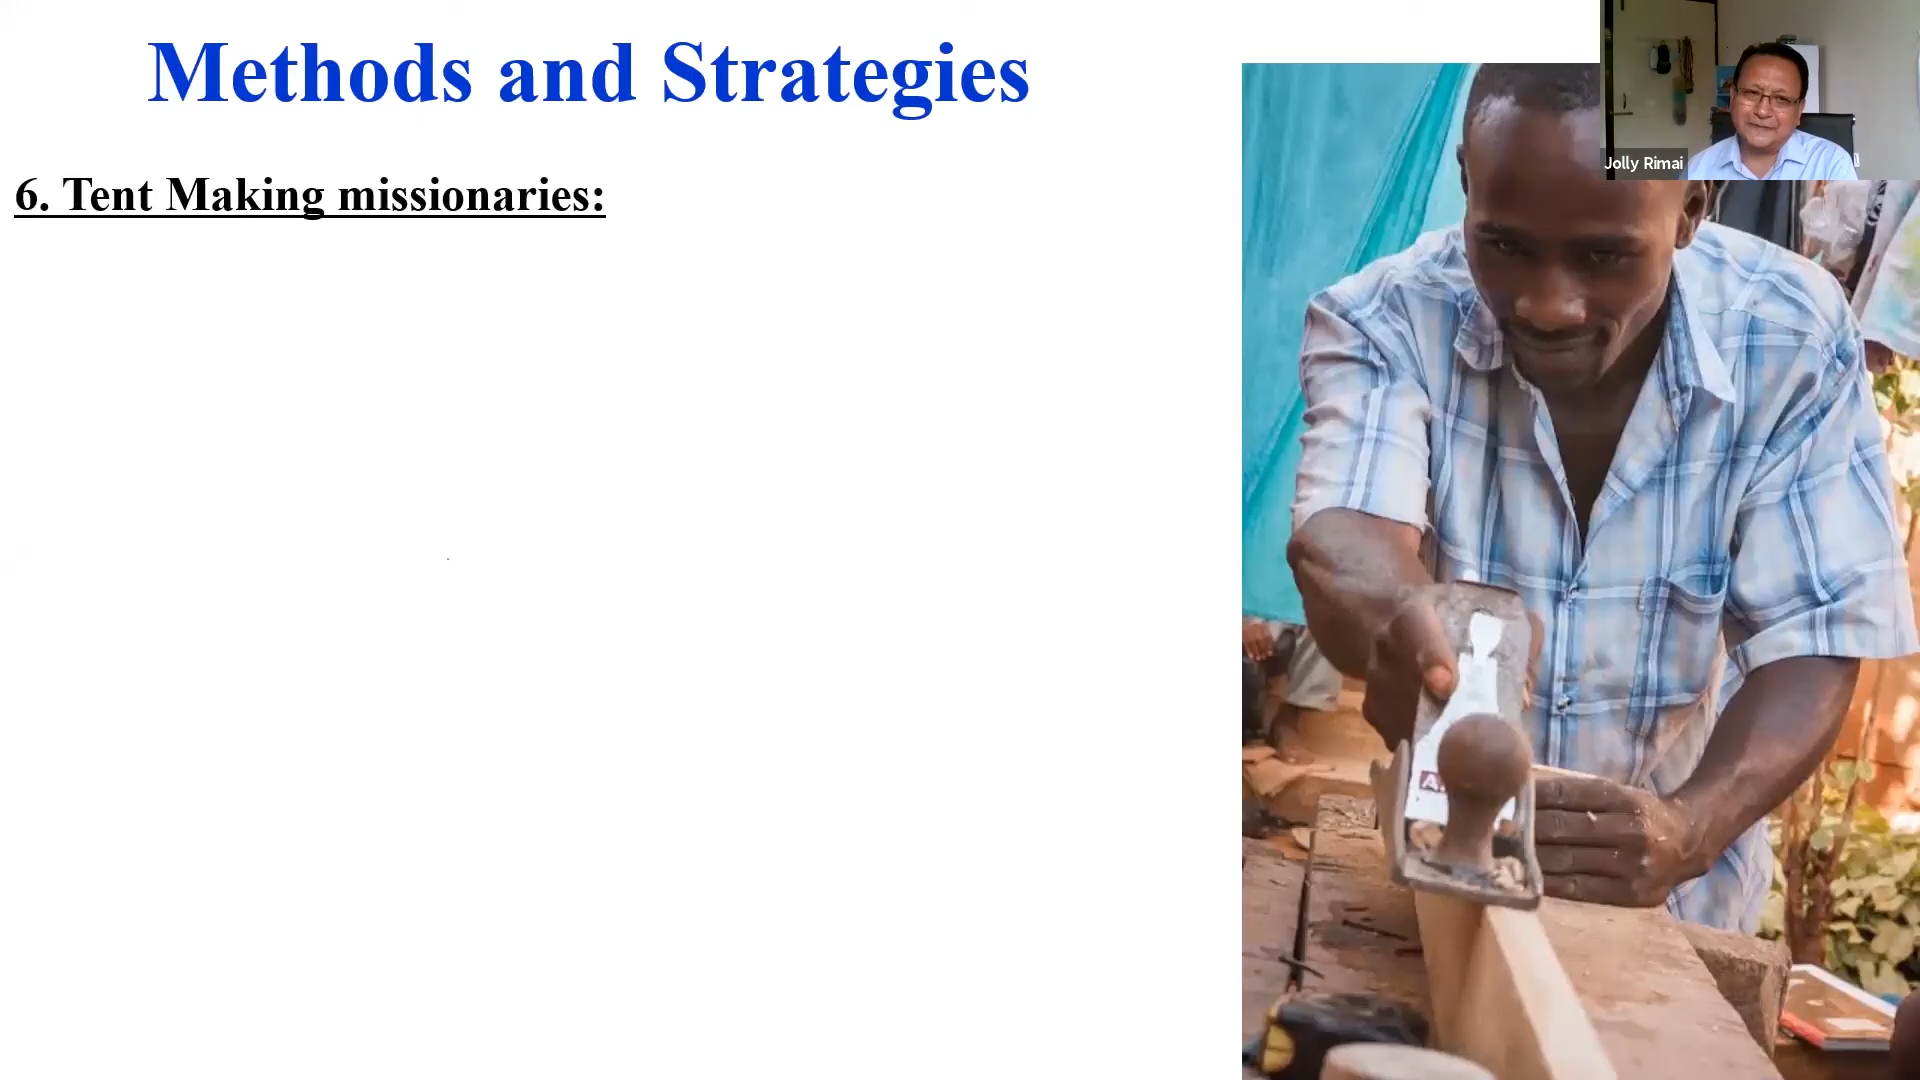 Methods and Strategies
6. Tent Making missionaries:
Jolly Rimai